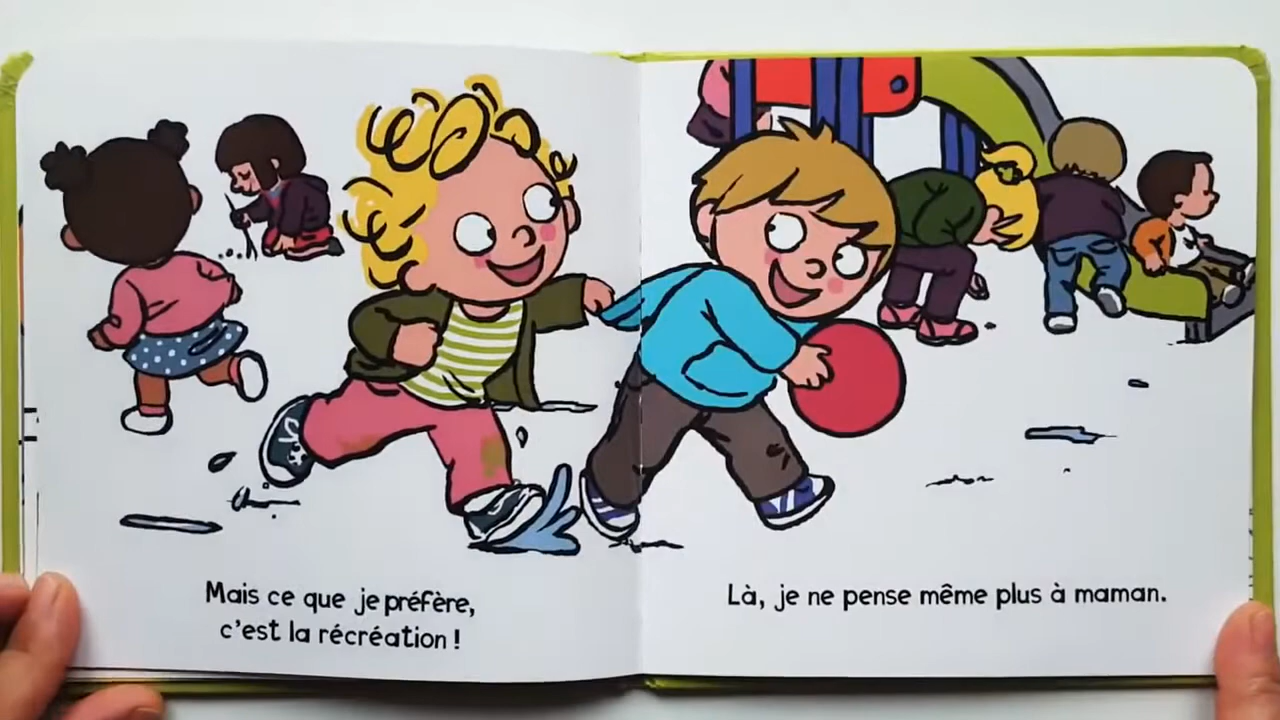 Mais ce que je préfère,
c'est la récréation !
Là, je ne pense même plus à maman.